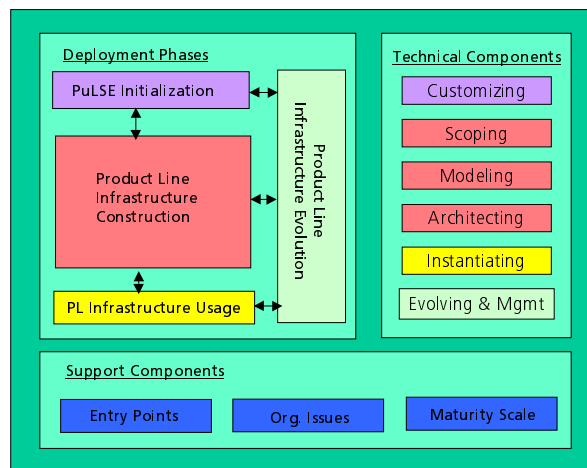 Deployment Phases
PuLSE Initialization
Product Line
Infrastructure
Construction
PL Infrastructure Usage
Product Line
Infrastructure Evolution
Technical Components
Customizing
Scoping
Modeling
Architecting
Instantiating
Evolving & Mgmt
Support Components
Entry Points
Org. Issues
Maturity Scale